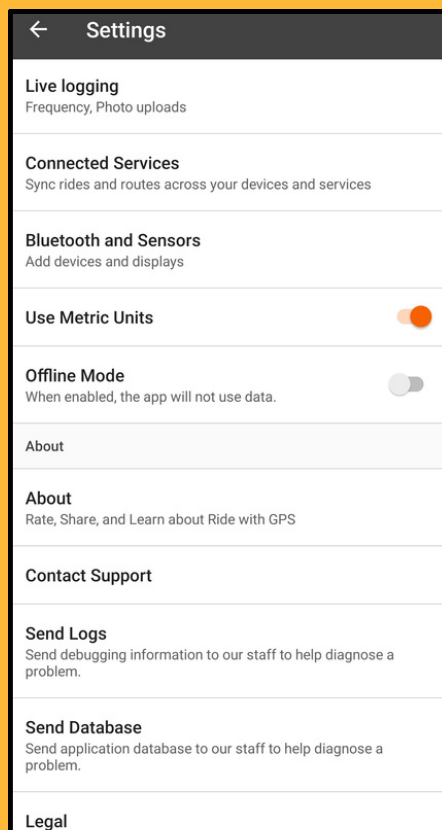 Settings
Live logging
Frequency, Photo uploads
Connected Services
Sync rides and routes across your devices and services
Bluetooth and Sensors
Add devices and displays
Use Metric Units
Offline Mode
When enabled, the app will not use data.
About
About
Rate, Share, and Learn about Ride with GPS
Contact Support
Send Logs
Send debugging information to our staff to help diagnose a
problem.
Send Database
Send application database to our staff to help diagnose a
problem.
Legal